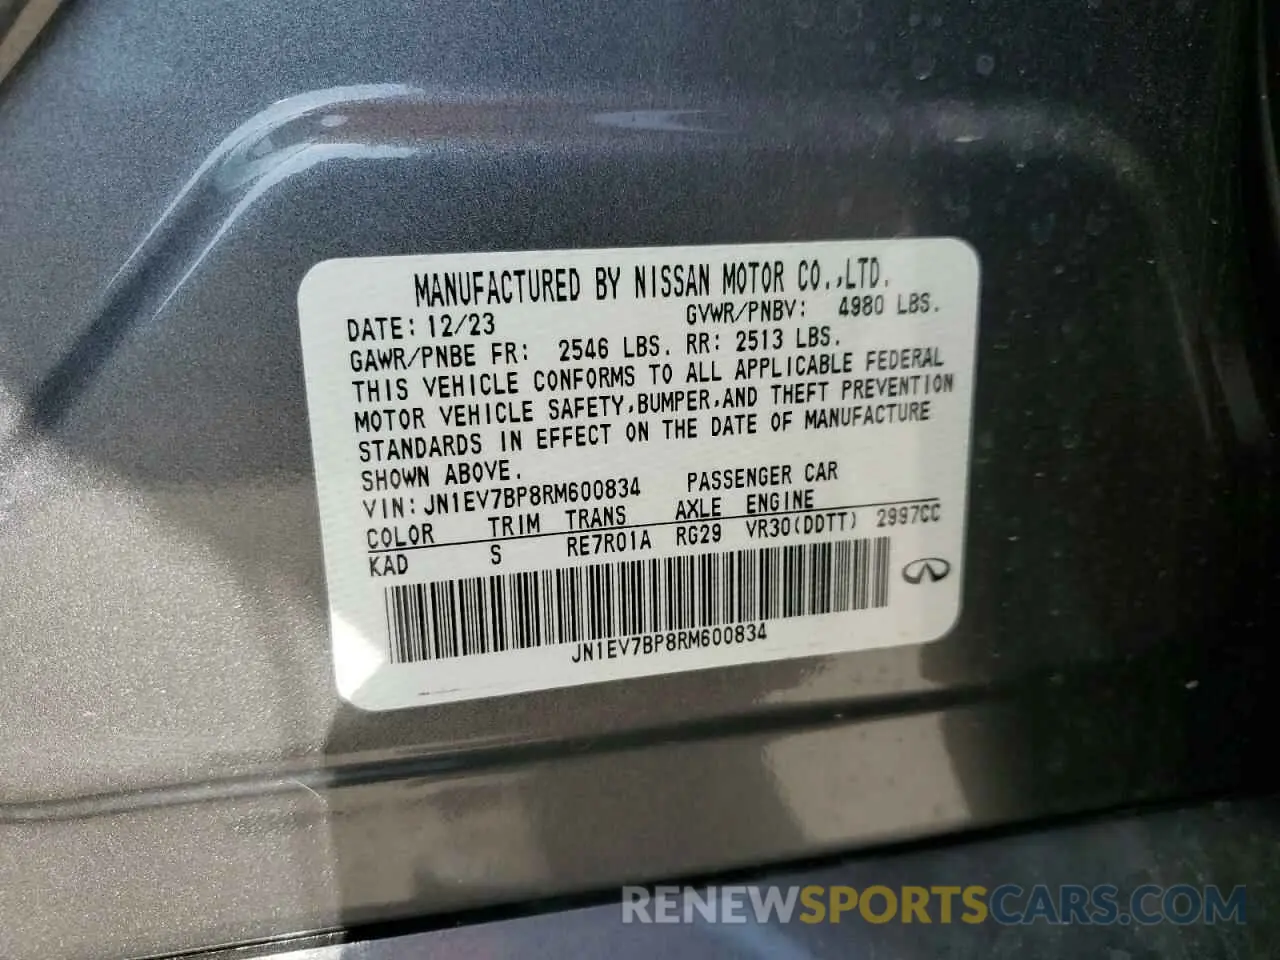 MANUFACTURED BY NISSAN MOTOR CO.,LTD.
DATE: 12/23 GVWR/PNBV: 4980 LBS.
GAWR/PNBE FR: 2546 LBS. RR: 2513 LBS.
THIS VEHICLE CONFORMS TO ALL APPLICABLE FEDERAL
MOTOR VEHICLE SAFETY,BUMPER,AND THEFT PREVENTION
STANDARDS IN EFFECT ON THE DATE OF MANUFACTURE
SHOWN ABOVE.
VIN: JN1EV7BP8RM600834 PASSENGER CAR
COLOR TRIM TRANS AXLE ENGINE
KAD S RE7R01A RG29 VR30(DDTT) 2997CC
JN1EV7BP8RM600834
RENEWSPORTSCARS.COM